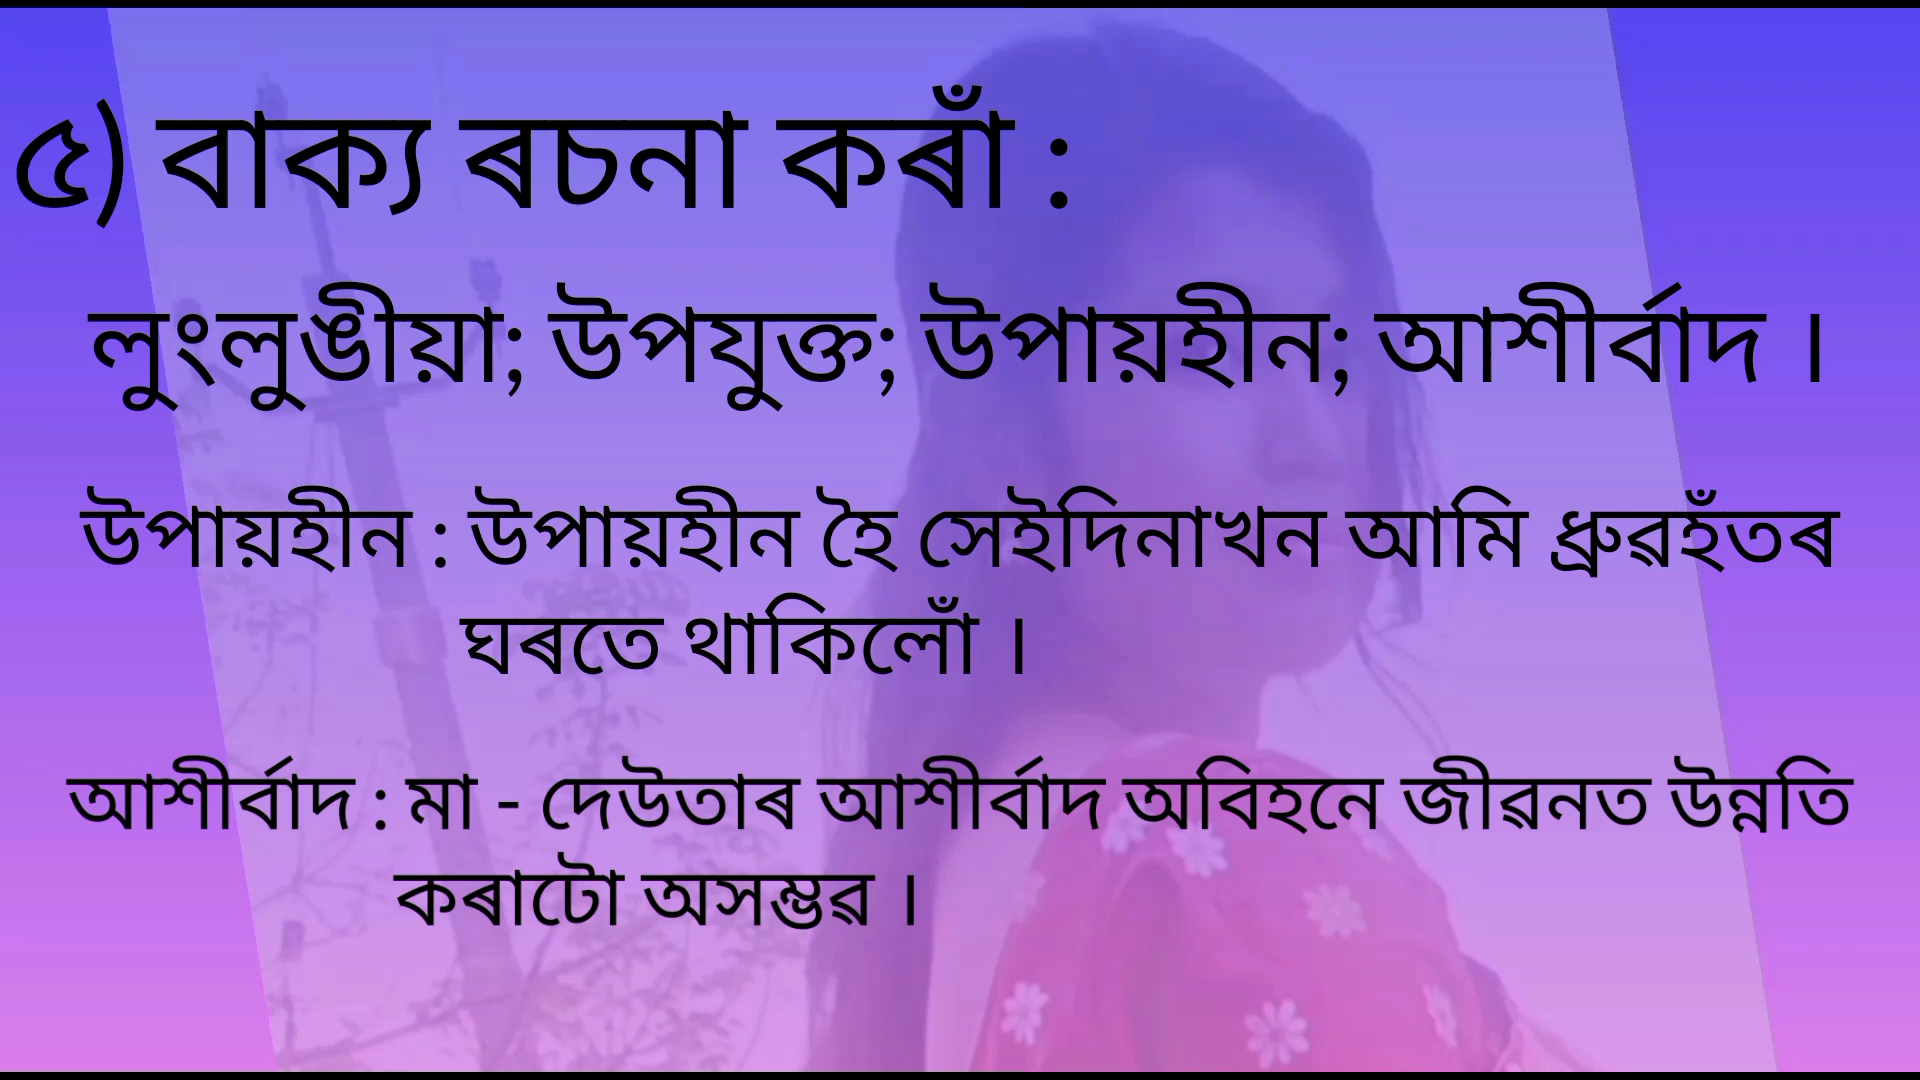 ৫) বাক্য ৰচনা কৰোঁ :
লুংলুঙীয়া; উপযুক্ত; উপায়হীন; আশীৰ্বাদ ।
উপায়হীন : উপায়হীন হৈ সেইদিনাখন আমি ধ্ৰুৱহঁতৰ
ঘৰতে থাকিলোঁ ।
আশীৰ্বাদ : মা - দেউতাৰ আশীৰ্বাদ অবিহনে জীৱনত উন্নতি
কৰাটো অসম্ভৱ ।